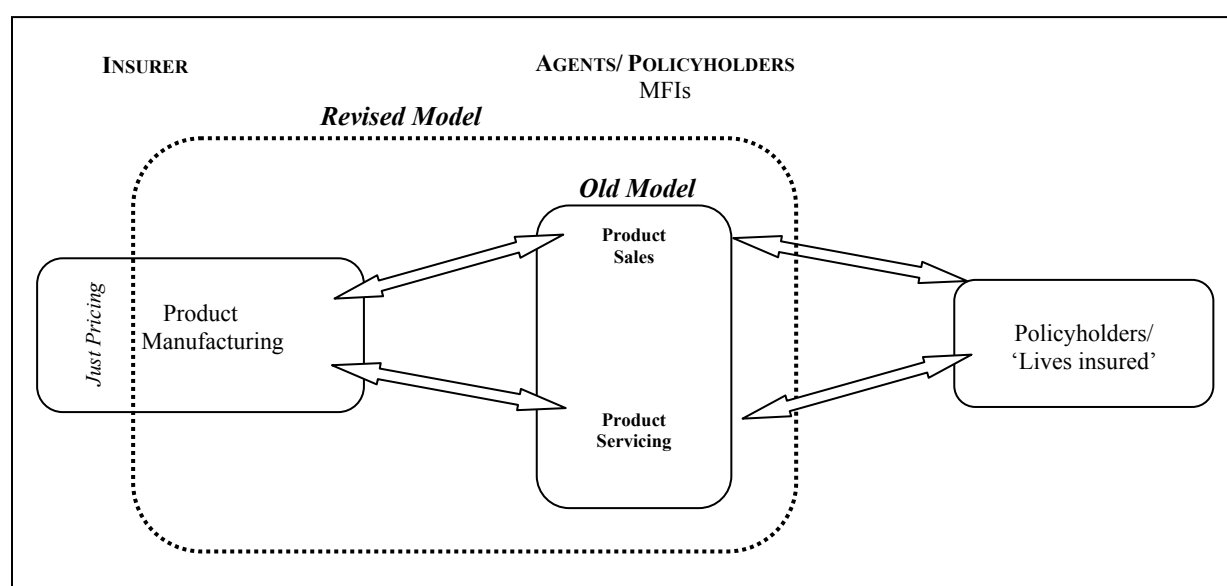 INSURER
AGENTS/ POLICYHOLDERS
MFIs
Revised Model
Old Model
Product
Sales
Just Pricing
Product
Manufacturing
Policyholders/
‘Lives insured’
Product
Servicing